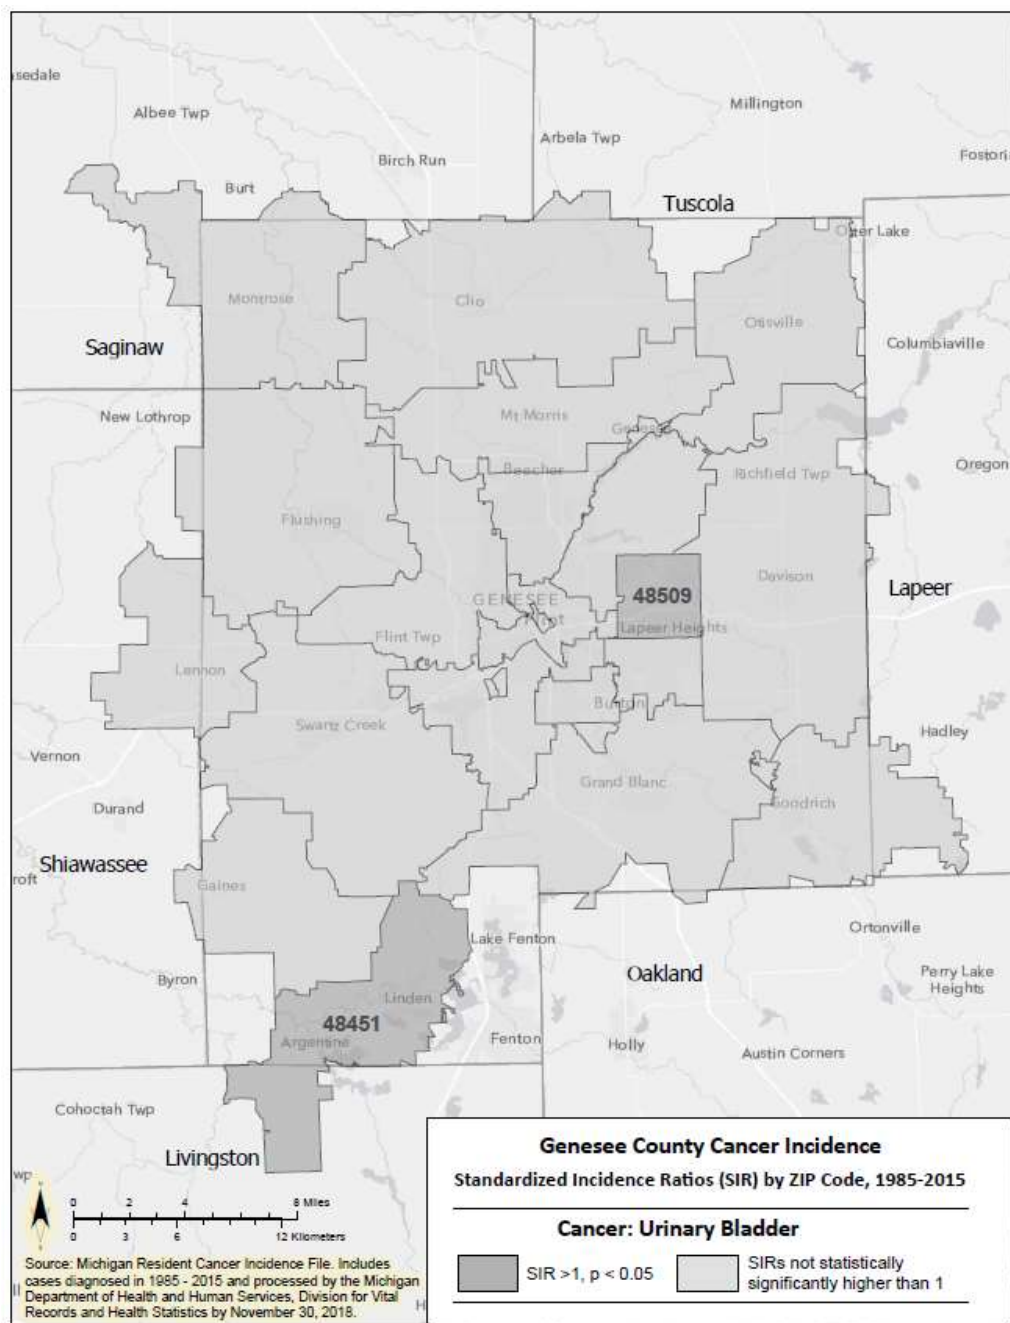 sedale
Albee Twp
Millington
Arbela Twp
Birch Run
Fostori
Burt
Tuscola
Otter Lake
Montrose
Clio
Otisville
Saginaw
Columbiaville
New Lothrop
Mt Morris
Genesee
Beecher
Oregon
Richfield Twp
Flushing
Davison
Lapeer
48509
GENESEE
Flint
Lapeer Heights
Flint Twp
Lennon
Burton
Swartz Creek
Hadley
Vernon
Grand Blanc
Goodrich
Durand
Shiawassee
roft
Gaines
Ortonville
Lake Fenton
Oakland
Perry Lake
Heights
Byron
Linden
48451
Argentine
Fenton
Holly
Austin Corners
Cohoctah Twp
Livingston
wp
N
0 2 4 8 Miles
0 3 6 12 Kilometers
Source: Michigan Resident Cancer Incidence File. Includes
cases diagnosed in 1985 - 2015 and processed by the Michigan
Department of Health and Human Services, Division for Vital
Records and Health Statistics by November 30, 2018.
Genesee County Cancer Incidence
Standardized Incidence Ratios (SIR) by ZIP Code, 1985-2015
Cancer: Urinary Bladder
SIR >1, p < 0.05
SIRs not statistically
significantly higher than 1